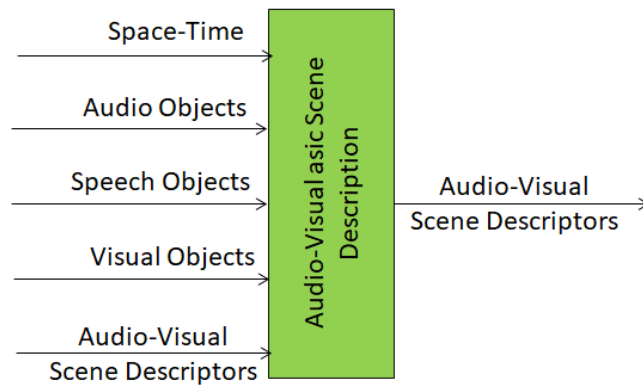 Space-Time
Audio Objects
Speech Objects
Visual Objects
Audio-Visual
Scene Descriptors
Audio-Visual asic Scene
Description
Audio-Visual
Scene Descriptors